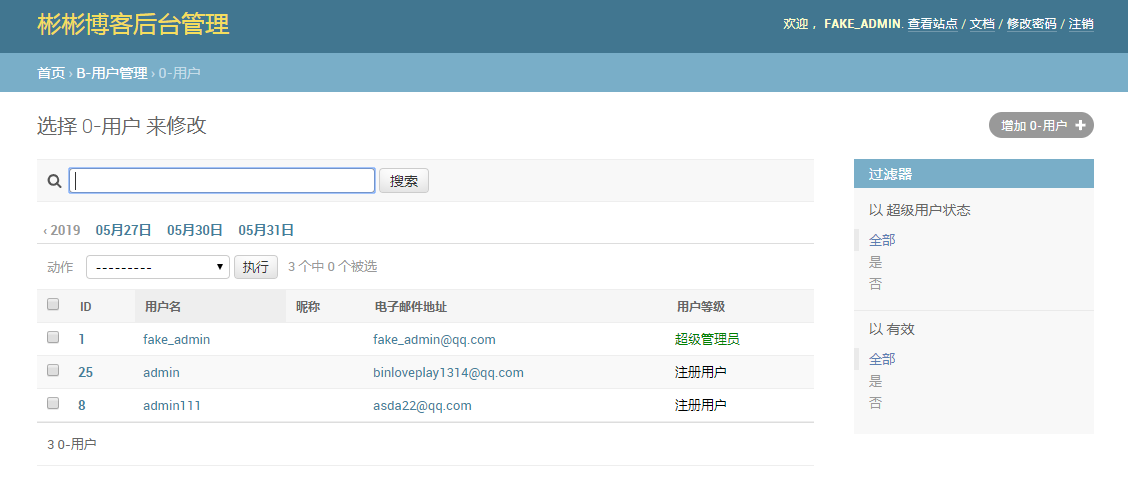 彬彬博客后台管理
欢迎， FAKE_ADMIN. 查看站点 / 文档 / 修改密码 / 注销
首页 › B-用户管理 › 0-用户
选择 0-用户 来修改
增加 0-用户 +
搜索
‹ 2019 05月27日 05月30日 05月31日
动作 --------- 执行 3 个中 0 个被选
ID 用户名 昵称 电子邮件地址 用户等级
1 fake_admin fake_admin@qq.com 超级管理员
25 admin binloveplay1314@qq.com 注册用户
8 admin111 asda22@qq.com 注册用户
3 0-用户
过滤器
以 超级用户状态
全部
是
否
以 有效
全部
是
否